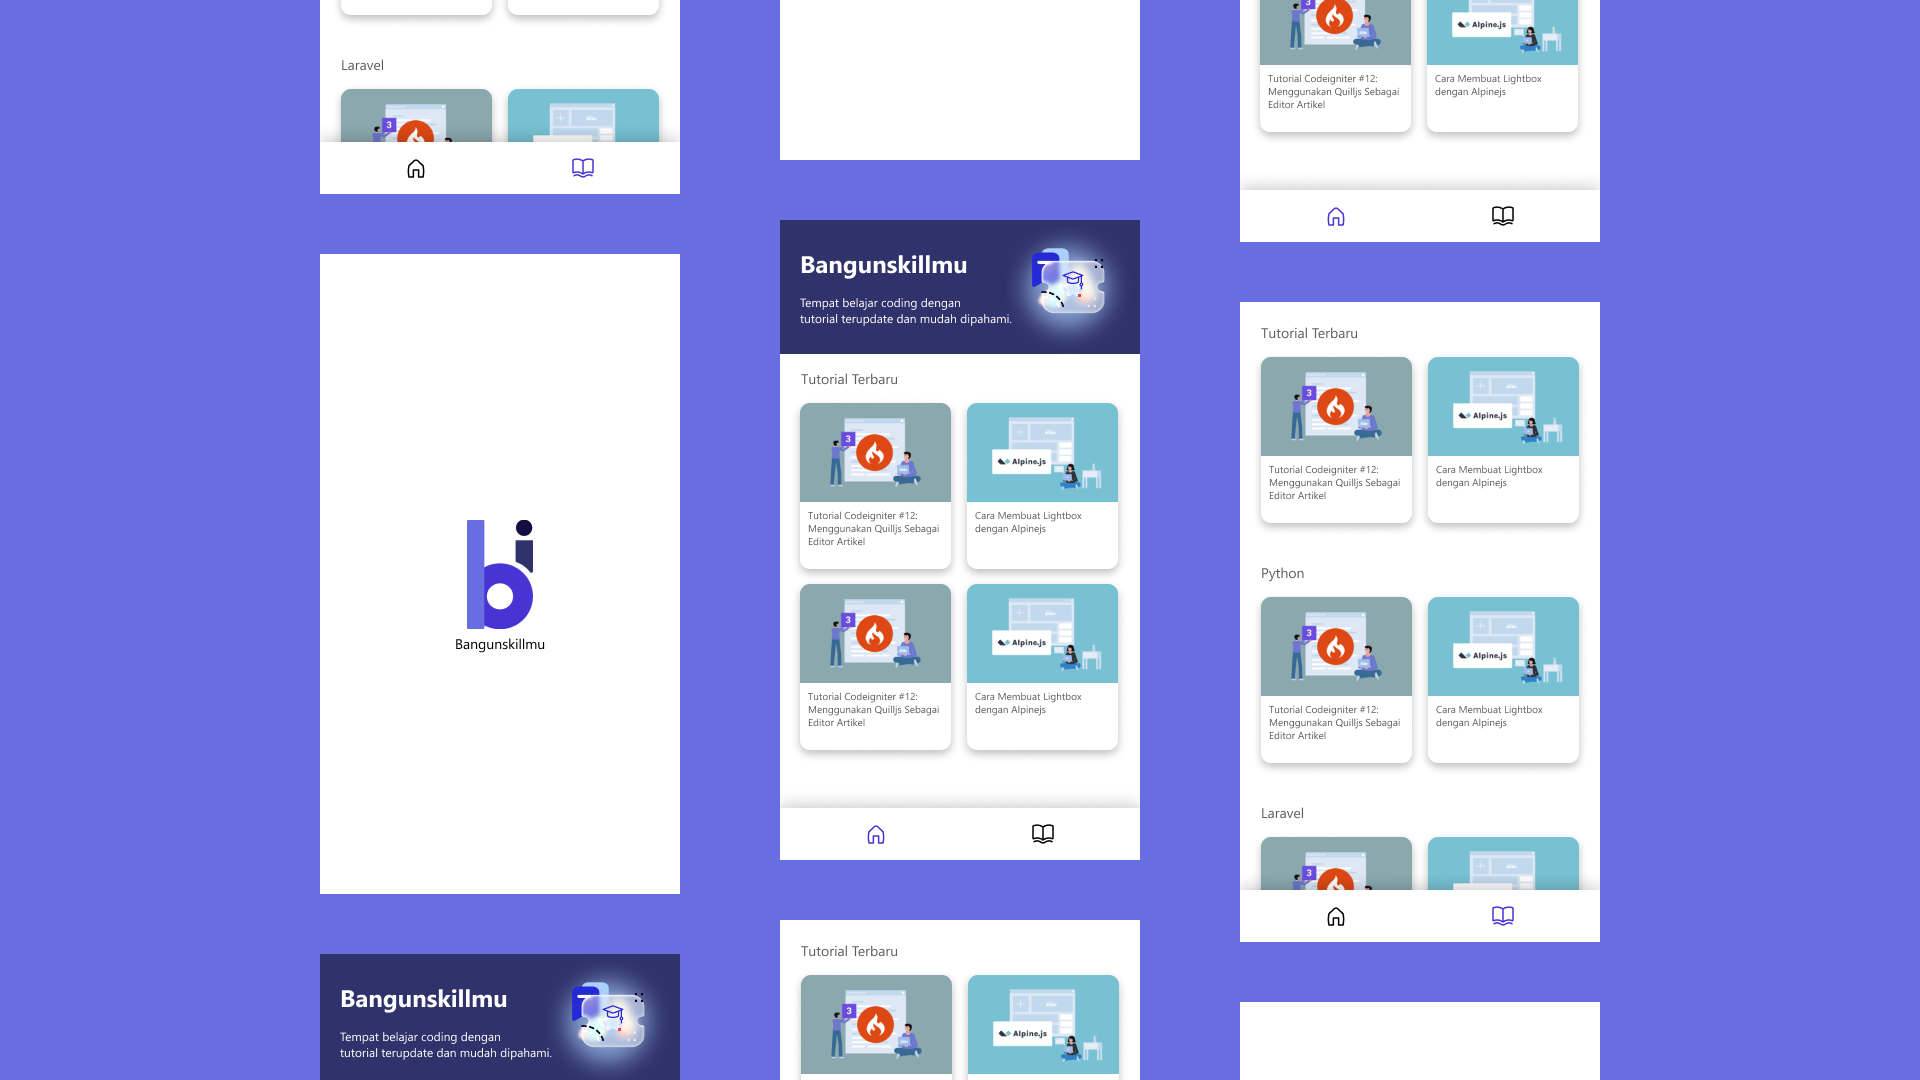 Laravel
3
Bangunskillmu
Bangunskillmu
Tempat belajar coding dengan
tutorial terupdate dan mudah dipahami.
Bangunskillmu
Tempat belajar coding dengan
tutorial terupdate dan mudah dipahami.
Tutorial Terbaru
3
Alpine.js
Tutorial Codeigniter #12:
Menggunakan Quilljs Sebagai
Editor Artikel
Cara Membuat Lightbox
dengan Alpinejs
3
Alpine.js
Tutorial Codeigniter #12:
Menggunakan Quilljs Sebagai
Editor Artikel
Cara Membuat Lightbox
dengan Alpinejs
Tutorial Terbaru
3
Alpine.js
3
Alpine.js
Tutorial Codeigniter #12:
Menggunakan Quilljs Sebagai
Editor Artikel
Cara Membuat Lightbox
dengan Alpinejs
Tutorial Terbaru
3
Alpine.js
Tutorial Codeigniter #12:
Menggunakan Quilljs Sebagai
Editor Artikel
Cara Membuat Lightbox
dengan Alpinejs
Python
3
Alpine.js
Tutorial Codeigniter #12:
Menggunakan Quilljs Sebagai
Editor Artikel
Cara Membuat Lightbox
dengan Alpinejs
Laravel
3